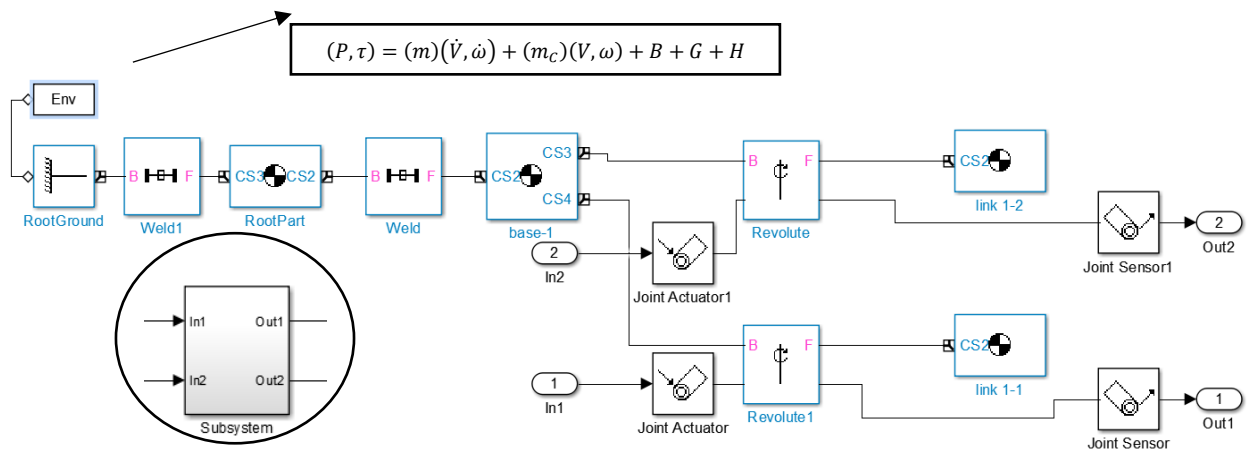 (P, τ) = (m)(V̇, ω̇) + (m_C)(V, ω) + B + G + H
Env
B F
CS3 CS2
B F
CS2 CS3
CS4
B F
CS2
RootGround
Weld1
RootPart
Weld
base-1
Revolute
link 1-2
2
In2
Joint Actuator1
Joint Sensor1
2
Out2
In1 Out1
In2 Out2
Subsystem
B F
CS2
1
In1
Joint Actuator
Revolute1
link 1-1
Joint Sensor
1
Out1